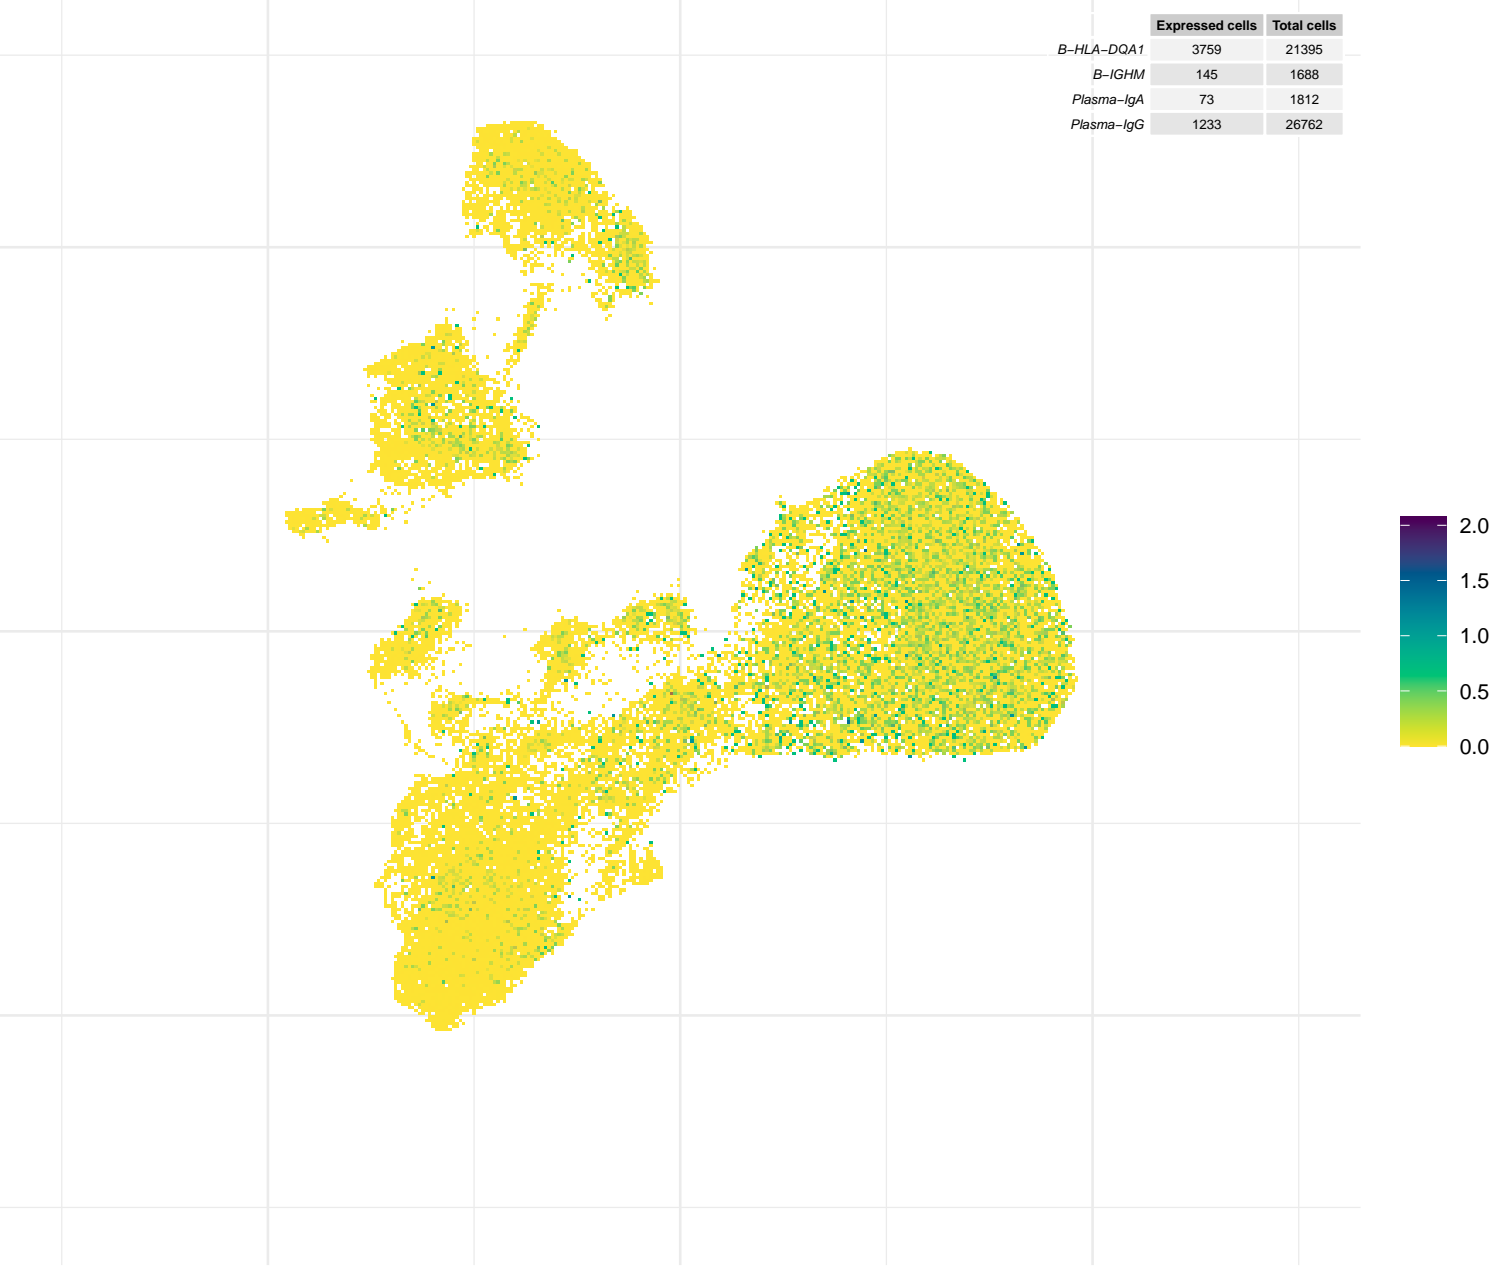 Expressed cells Total cells
B−HLA−DQA1 3759 21395
B−IGHM 145 1688
Plasma−IgA 73 1812
Plasma−IgG 1233 26762
2.0
1.5
1.0
0.5
0.0